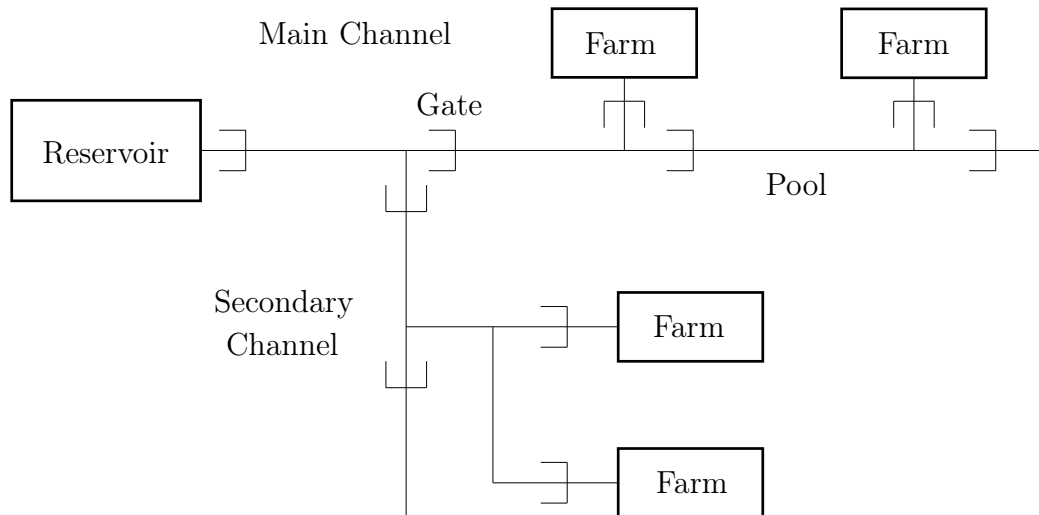 Main Channel
Farm
Farm
Gate
Reservoir
Pool
Secondary
Channel
Farm
Farm